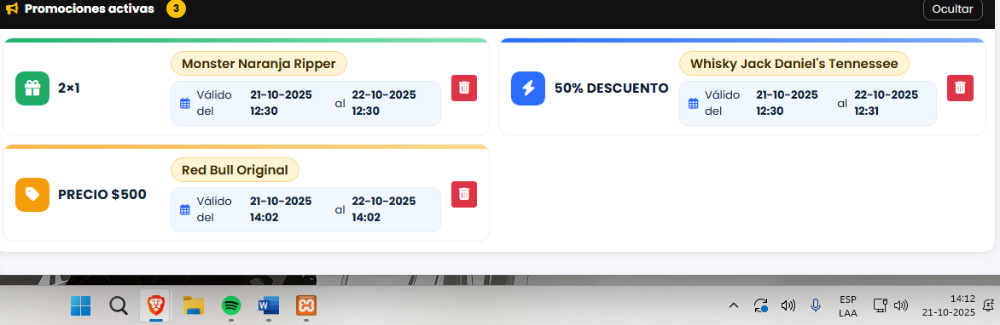 Promociones activas 3 Ocultar
2×1
Monster Naranja Ripper
Válido del 21-10-2025 12:30 al 22-10-2025 12:30
50% DESCUENTO
Whisky Jack Daniel's Tennessee
Válido del 21-10-2025 12:30 al 22-10-2025 12:31
PRECIO $500
Red Bull Original
Válido del 21-10-2025 14:02 al 22-10-2025 14:02
W
ESP
LAA
14:12
21-10-2025